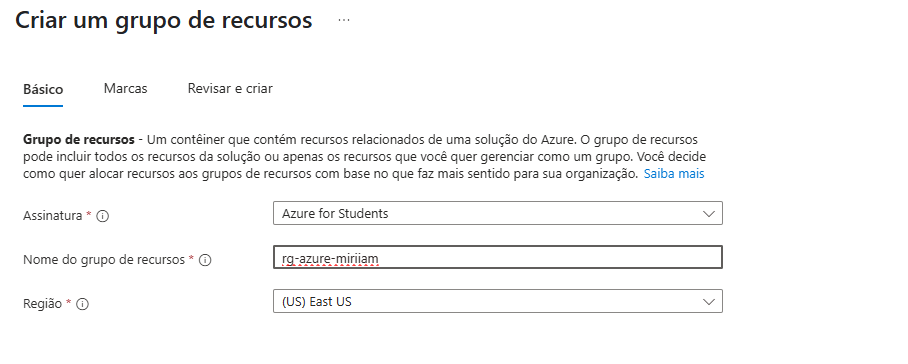 Criar um grupo de recursos ...
Básico Marcas Revisar e criar
Grupo de recursos - Um contêiner que contém recursos relacionados de uma solução do Azure. O grupo de recursos
pode incluir todos os recursos da solução ou apenas os recursos que você quer gerenciar como um grupo. Você decide
como quer alocar recursos aos grupos de recursos com base no que faz mais sentido para sua organização. Saiba mais
Assinatura * Azure for Students
Nome do grupo de recursos * rg-azure-miriiam
Região * (US) East US